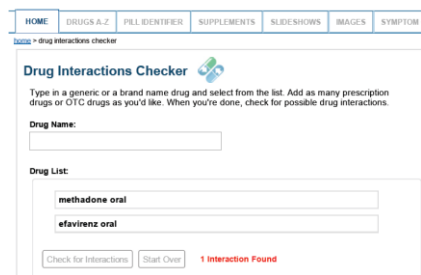 HOME DRUGS A-Z PILL IDENTIFIER SUPPLEMENTS SLIDESHOWS IMAGES SYMPTOM
home > drug interactions checker
Drug Interactions Checker
Type in a generic or a brand name drug and select from the list. Add as many prescription
drugs or OTC drugs as you'd like. When you're done, check for possible drug interactions.
Drug Name:
Drug List:
methadone oral
efavirenz oral
Check for Interactions Start Over 1 Interaction Found